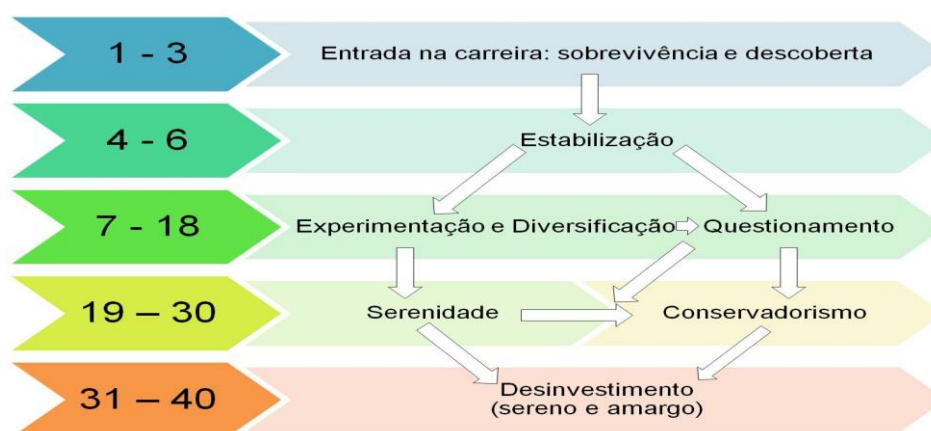 1 - 3
Entrada na carreira: sobrevivência e descoberta
4 - 6
Estabilização
7 - 18
Experimentação e Diversificação
Questionamento
19 – 30
Serenidade
Conservadorismo
31 – 40
Desinvestimento
(sereno e amargo)